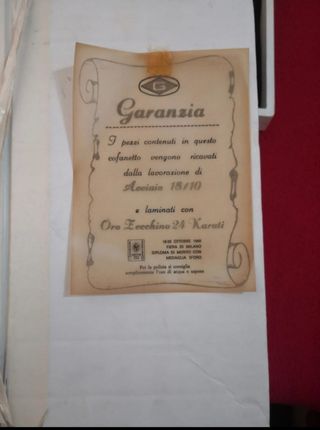 G
Garanzia
I pezzi contenuti in questo
cofanetto vengono ricavati
dalla lavorazione di
Acciaio 18/10
e laminati con
Oro Zecchino 24 Karati
OTTOBRE
FIERA DI MILANO
DIPLOMA DI MERITO CON
MEDAGLIA D'ORO
Per la pulizia si consiglia
semplicemente l'uso di acqua e sapone